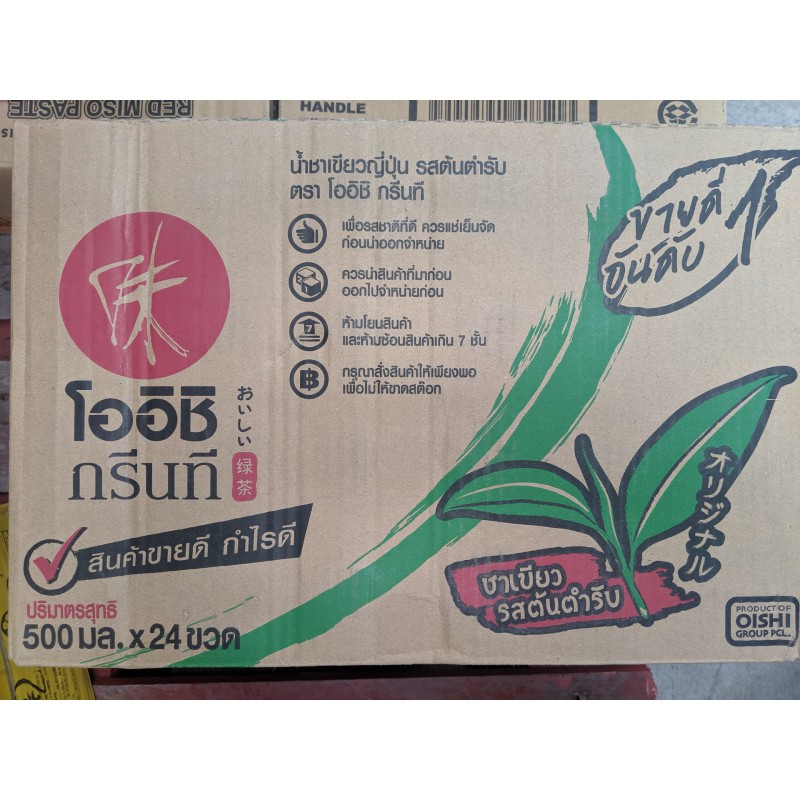 RED MISO PASTE
HANDLE
น้ำชาเขียวญี่ปุ่น รสต้นตำรับ
ตรา โออิชิ กรีนที
เพื่อรสชาติที่ดี ควรแช่เย็นจัด
ก่อนนำออกจำหน่าย
ควรนำสินค้าที่มาก่อน
ออกไปจำหน่ายก่อน
7
ห้ามโยนสินค้า
และห้ามซ้อนสินค้าเกิน 7 ชั้น
฿
กรุณาสั่งสินค้าให้เพียงพอ
เพื่อไม่ให้ขาดสต๊อก
ขายดี
อันดับ 1
味
โออิชิ
กรีนที
おいしい
绿茶
สินค้าขายดี กำไรดี
ปริมาตรสุทธิ
500 มล. x 24 ขวด
オリジナル
ชาเขียว
รสต้นตำรับ
PRODUCT OF
OISHI
GROUP PCL.